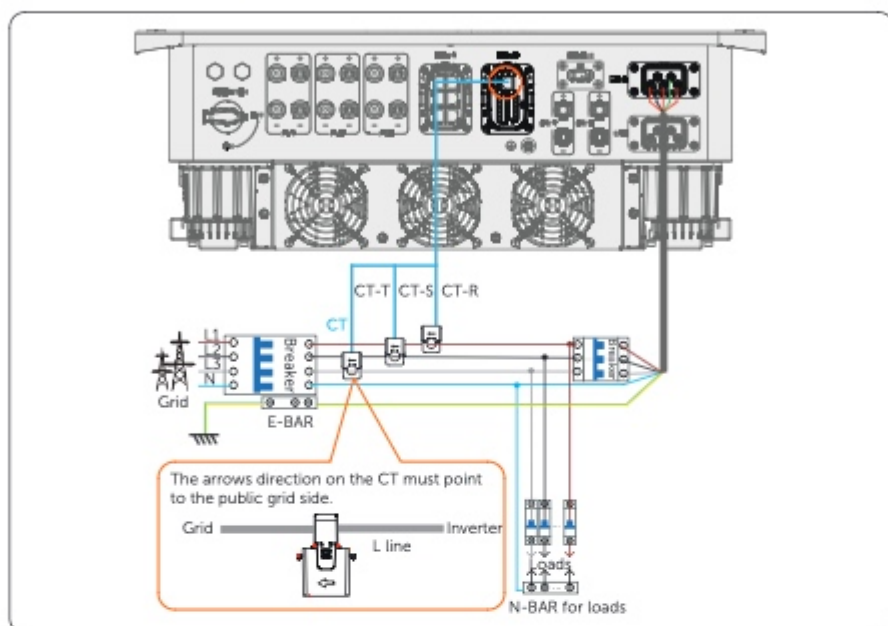 CT-T CT-S CT-R
CT
L1
L2
L3
N
Breaker
Breaker
Grid
E-BAR
The arrows direction on the CT must point
to the public grid side.
Grid
Inverter
L line
N-BAR for loads